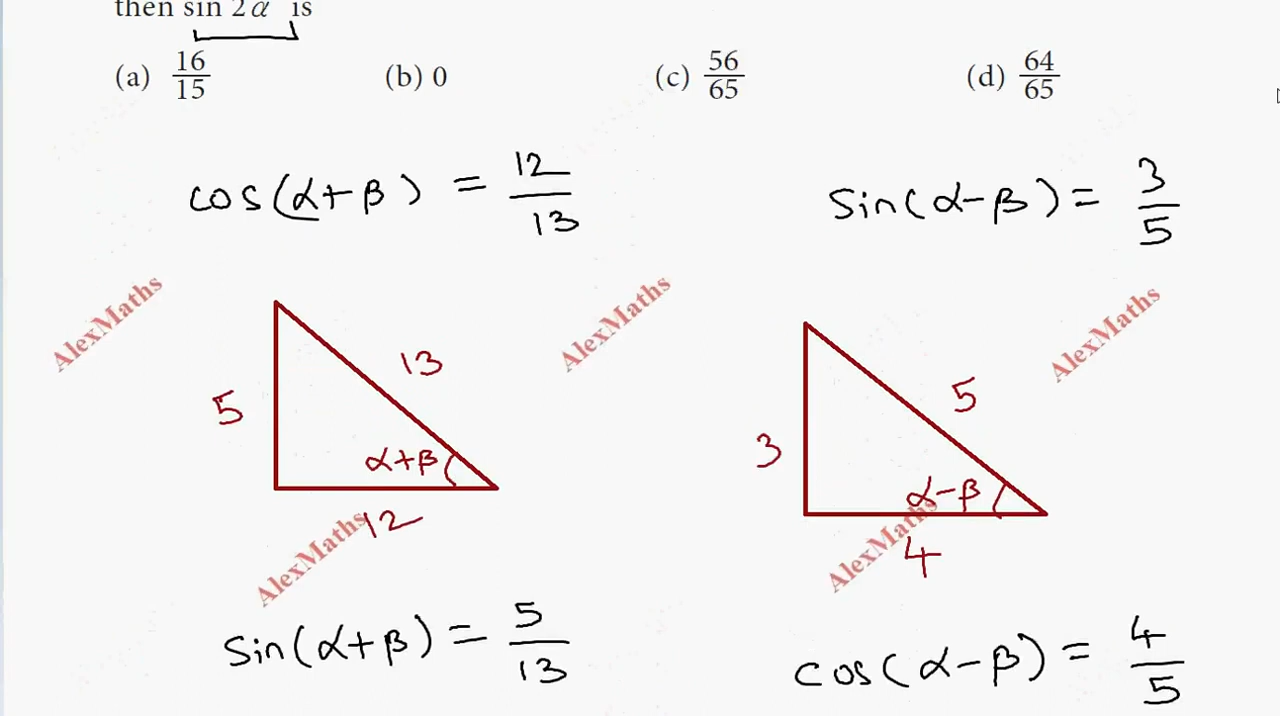 then sin 2α is
(a) 16/15 (b) 0 (c) 56/65 (d) 64/65
cos(α+β) = 12/13
sin(α-β) = 3/5
AlexMaths
AlexMaths
AlexMaths
13
5
α+β
12
5
3
α-β
4
AlexMaths
AlexMaths
sin(α+β) = 5/13
cos(α-β) = 4/5